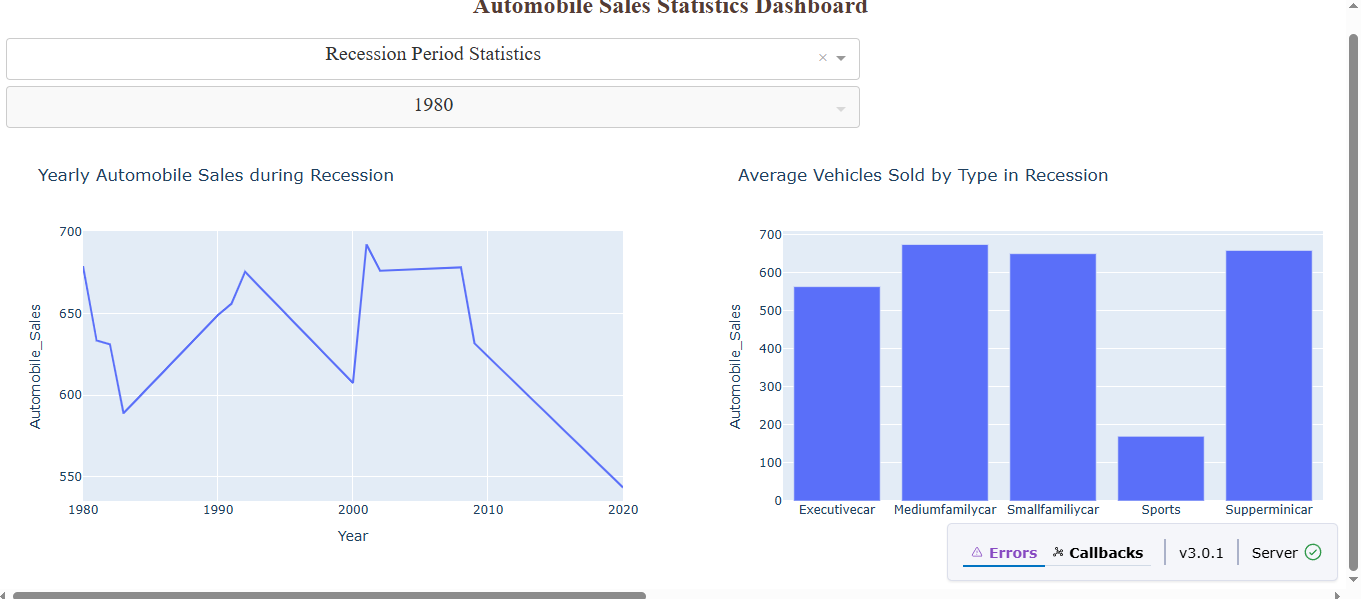 Automobile Sales Statistics Dashboard
Recession Period Statistics
×
1980
Yearly Automobile Sales during Recession
700
650
600
550
Automobile_Sales
1980 1990 2000 2010 2020
Year
Average Vehicles Sold by Type in Recession
700
600
500
400
300
200
100
0
Automobile_Sales
Executivecar Mediumfamilycar Smallfamiliycar Sports Supperminicar
Errors Callbacks v3.0.1 Server